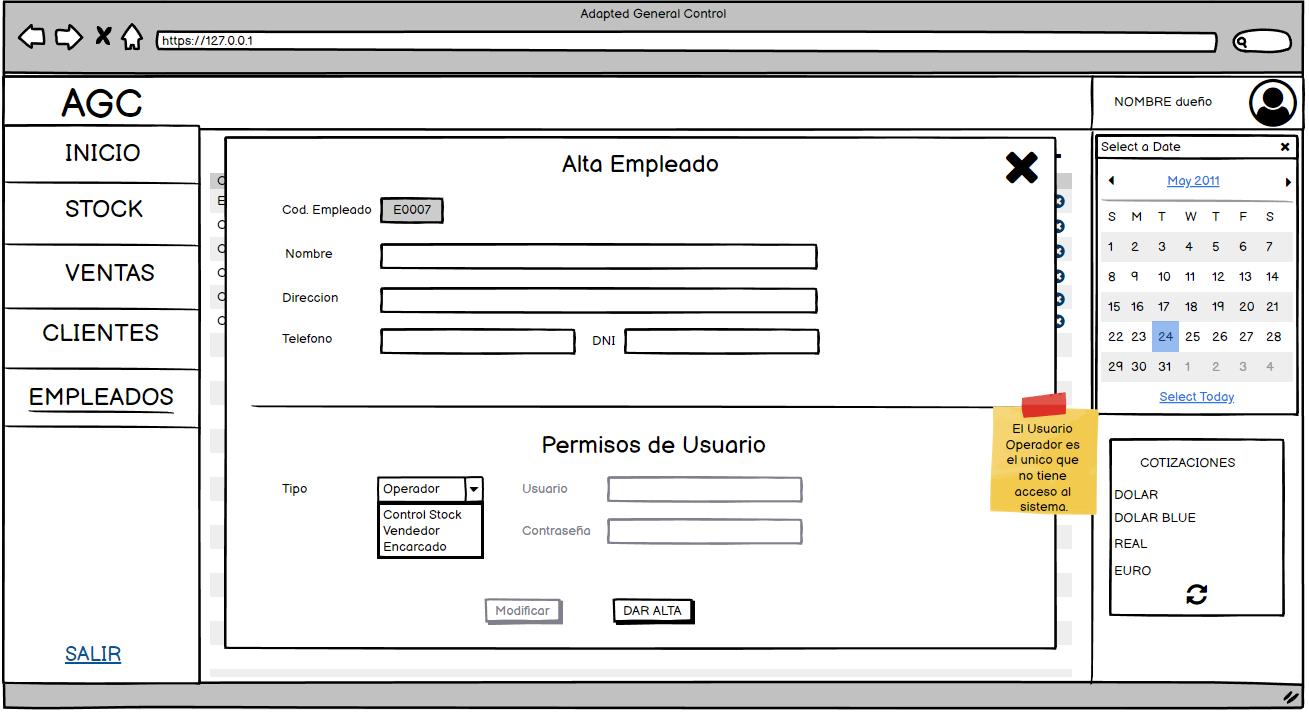 Adapted General Control
https://127.0.0.1
AGC
NOMBRE dueño
INICIO
STOCK
VENTAS
CLIENTES
EMPLEADOS
SALIR
Alta Empleado
Cod. Empleado E0007
Nombre
Direccion
Telefono DNI
Permisos de Usuario
Tipo Operador Usuario
Control Stock
Vendedor
Encarcado
Contraseña
Modificar DAR ALTA
El Usuario
Operador es
el unico que
no tiene
acceso al
sistema.
Select a Date
May 2011
S M T W T F S
1 2 3 4 5 6 7
8 9 10 11 12 13 14
15 16 17 18 19 20 21
22 23 24 25 26 27 28
29 30 31 1 2 3 4
Select Today
COTIZACIONES
DOLAR
DOLAR BLUE
REAL
EURO